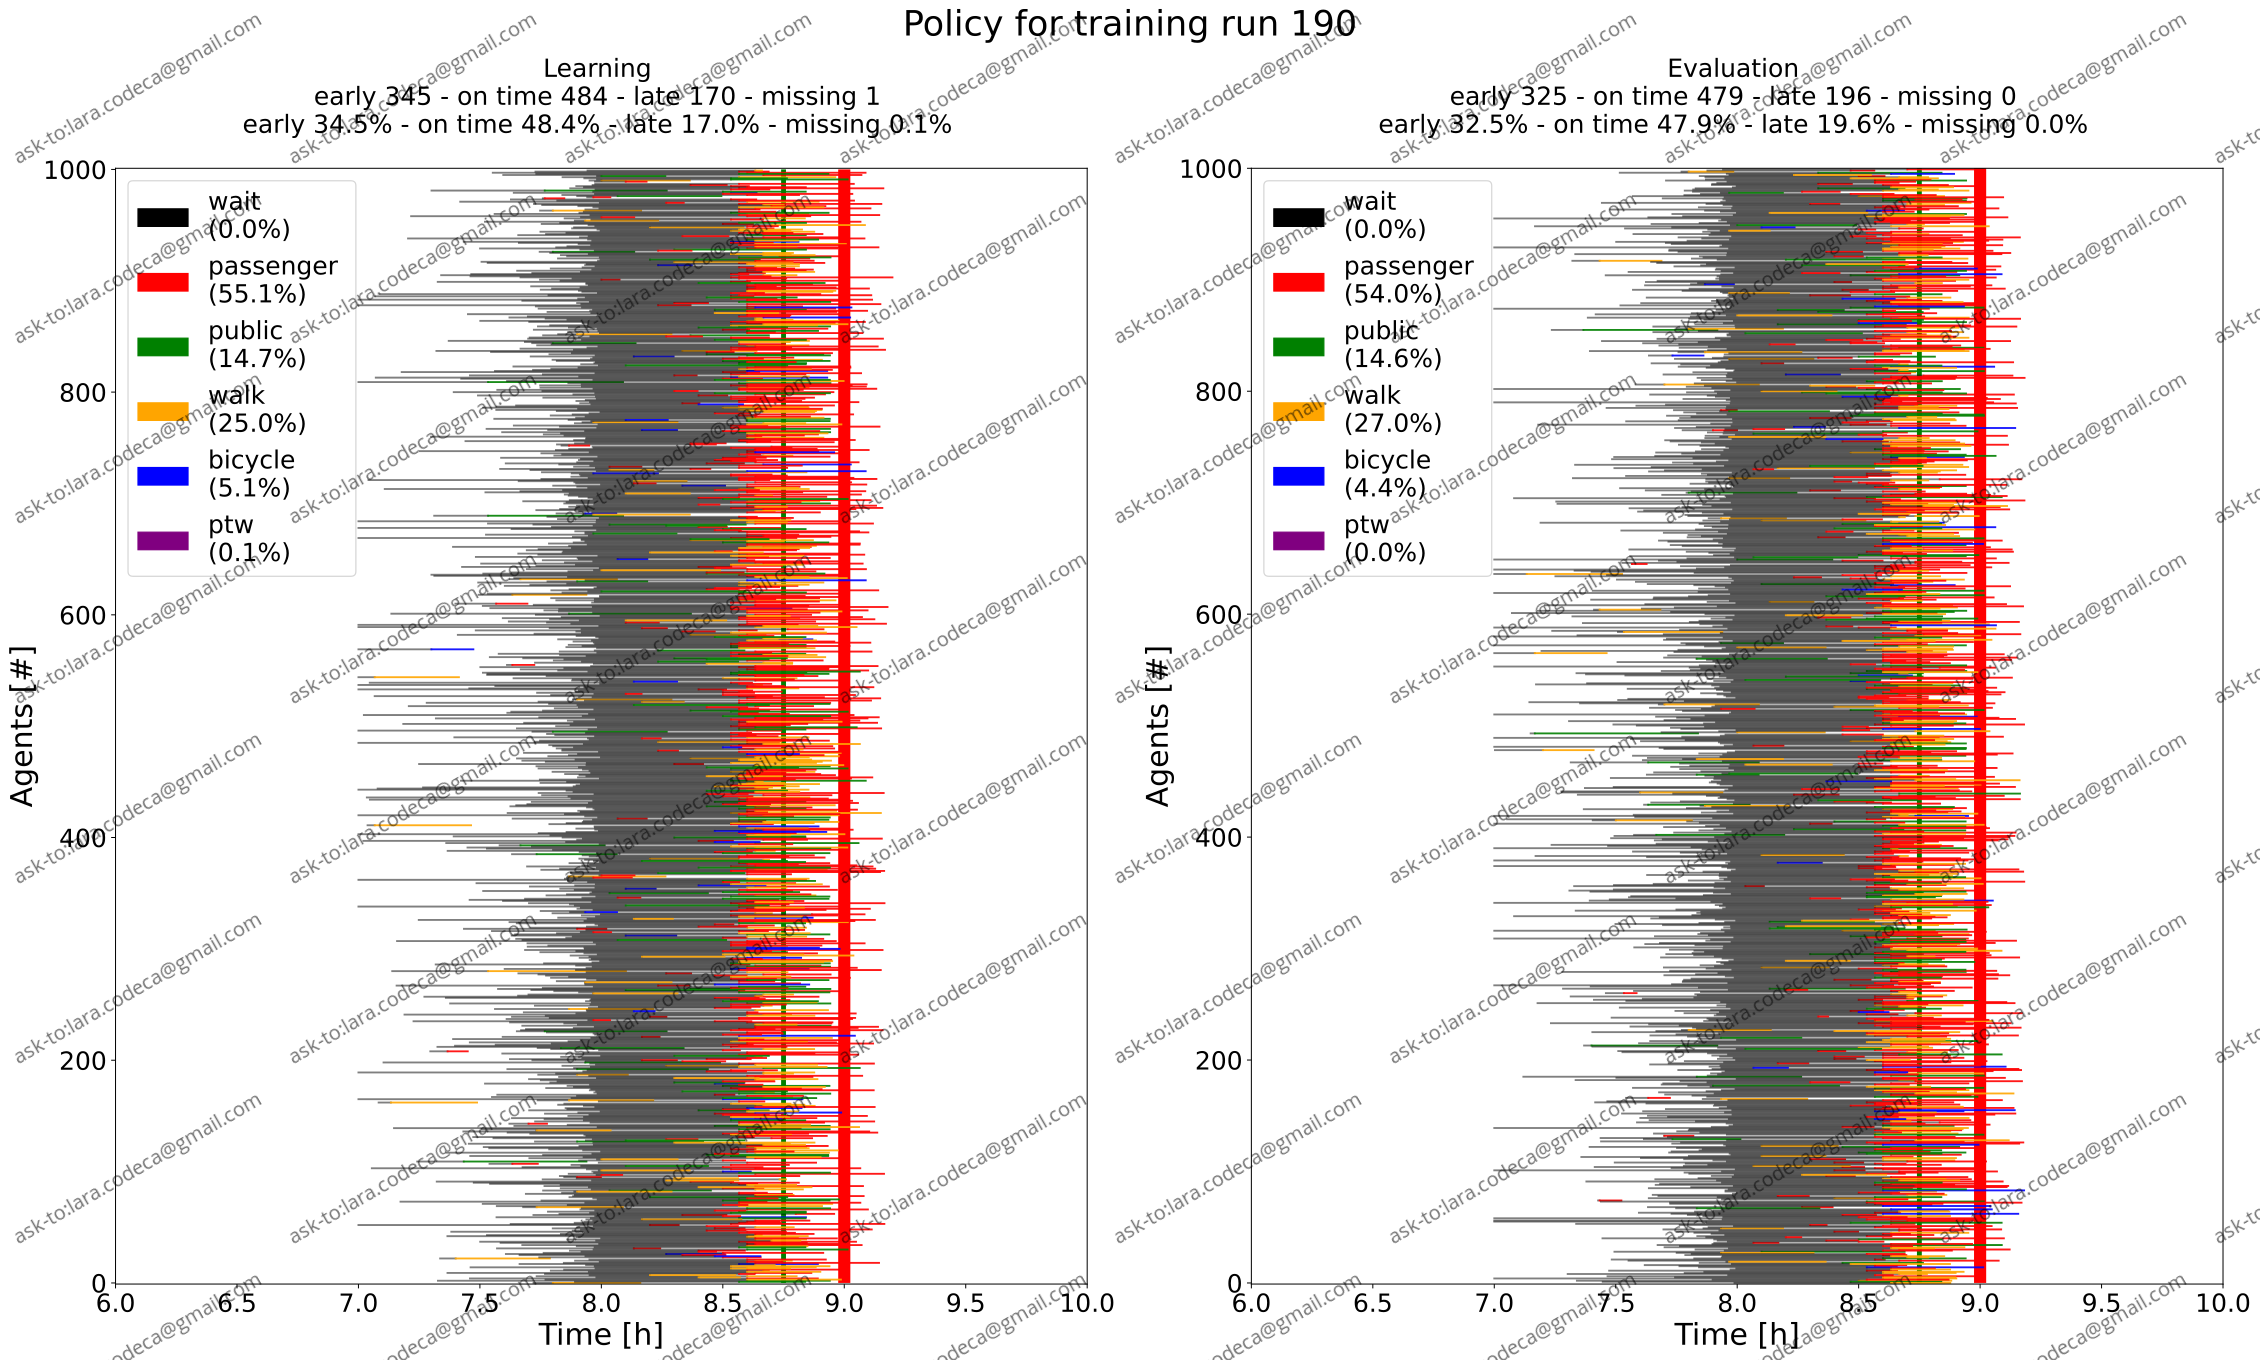 Policy for training run 190
Learning
early 345 - on time 484 - late 170 - missing 1
early 34.5% - on time 48.4% - late 17.0% - missing 0.1%
1000
800
600
400
200
0
Agents [#]
wait
(0.0%)
passenger
(55.1%)
public
(14.7%)
walk
(25.0%)
bicycle
(5.1%)
ptw
(0.1%)
6.0 6.5 7.0 7.5 8.0 8.5 9.0 9.5 10.0
Time [h]
Evaluation
early 325 - on time 479 - late 196 - missing 0
early 32.5% - on time 47.9% - late 19.6% - missing 0.0%
1000
800
600
400
200
0
Agents [#]
wait
(0.0%)
passenger
(54.0%)
public
(14.6%)
walk
(27.0%)
bicycle
(4.4%)
ptw
(0.0%)
6.0 6.5 7.0 7.5 8.0 8.5 9.0 9.5 10.0
Time [h]
ask-to:lara.codeca@gmail.com